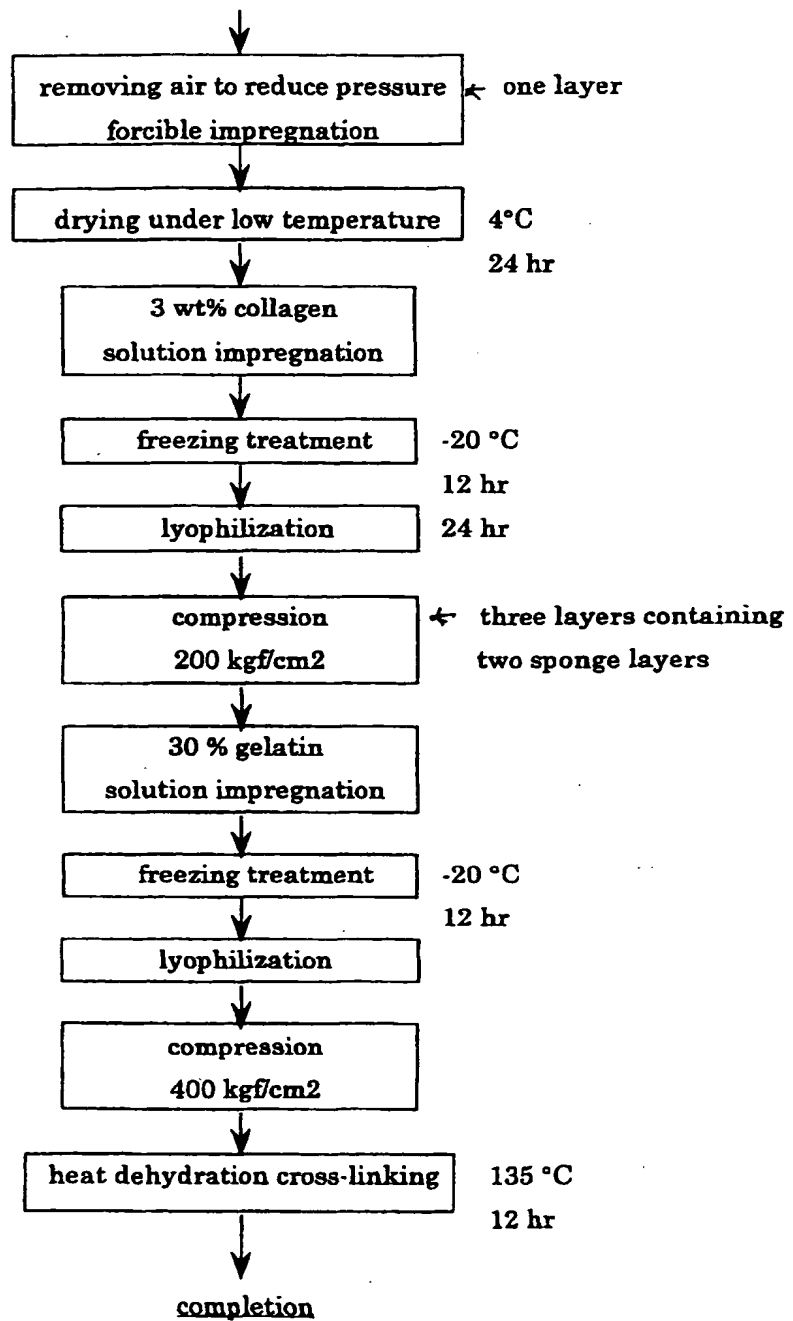 removing air to reduce pressure
forcible impregnation
one layer
drying under low temperature
4°C
24 hr
3 wt% collagen
solution impregnation
freezing treatment
-20 °C
12 hr
lyophilization
24 hr
compression
200 kgf/cm2
three layers containing
two sponge layers
30 % gelatin
solution impregnation
freezing treatment
-20 °C
12 hr
lyophilization
compression
400 kgf/cm2
heat dehydration cross-linking
135 °C
12 hr
completion